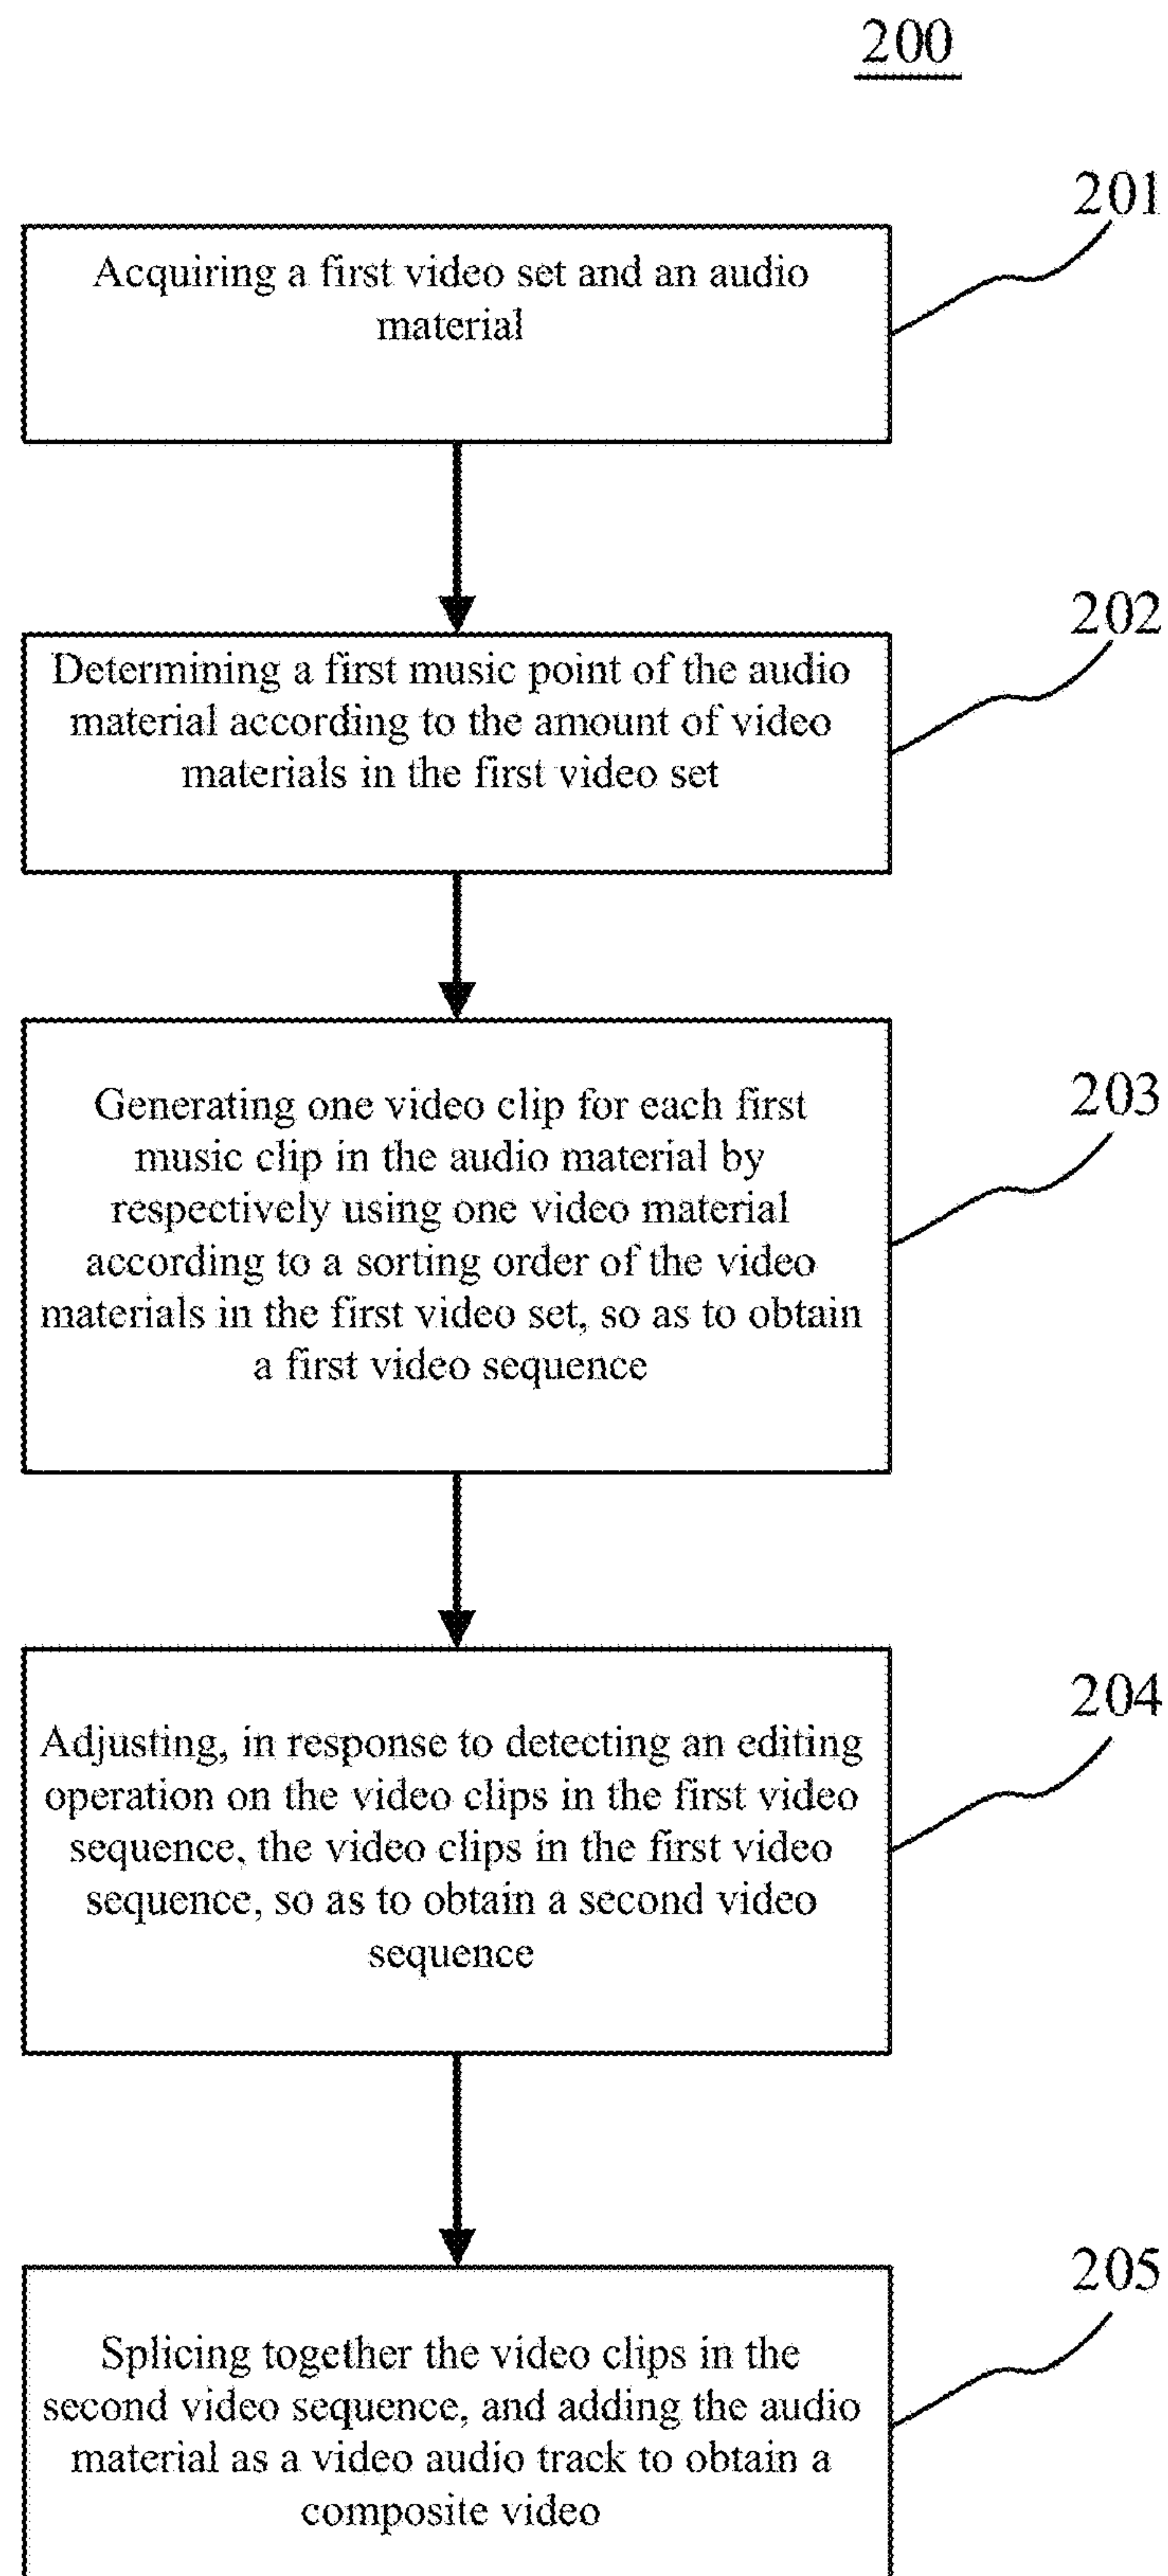 200
201
Acquiring a first video set and an audio
material
202
Determining a first music point of the audio
material according to the amount of video
materials in the first video set
203
Generating one video clip for each first
music clip in the audio material by
respectively using one video material
according to a sorting order of the video
materials in the first video set, so as to obtain
a first video sequence
204
Adjusting, in response to detecting an editing
operation on the video clips in the first video
sequence, the video clips in the first video
sequence, so as to obtain a second video
sequence
205
Splicing together the video clips in the
second video sequence, and adding the audio
material as a video audio track to obtain a
composite video